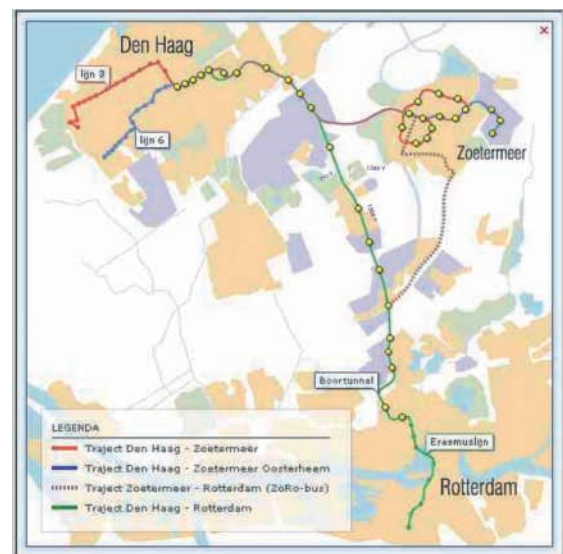 Den Haag
lijn 3
lijn 6
Zoetermeer
Boortunnel
Erasmuslijn
Rotterdam
LEGENDA
Traject Den Haag - Zoetermeer
Traject Den Haag - Zoetermeer Oosterheem
Traject Zoetermeer - Rotterdam (ZoRo-bus)
Traject Den Haag - Rotterdam